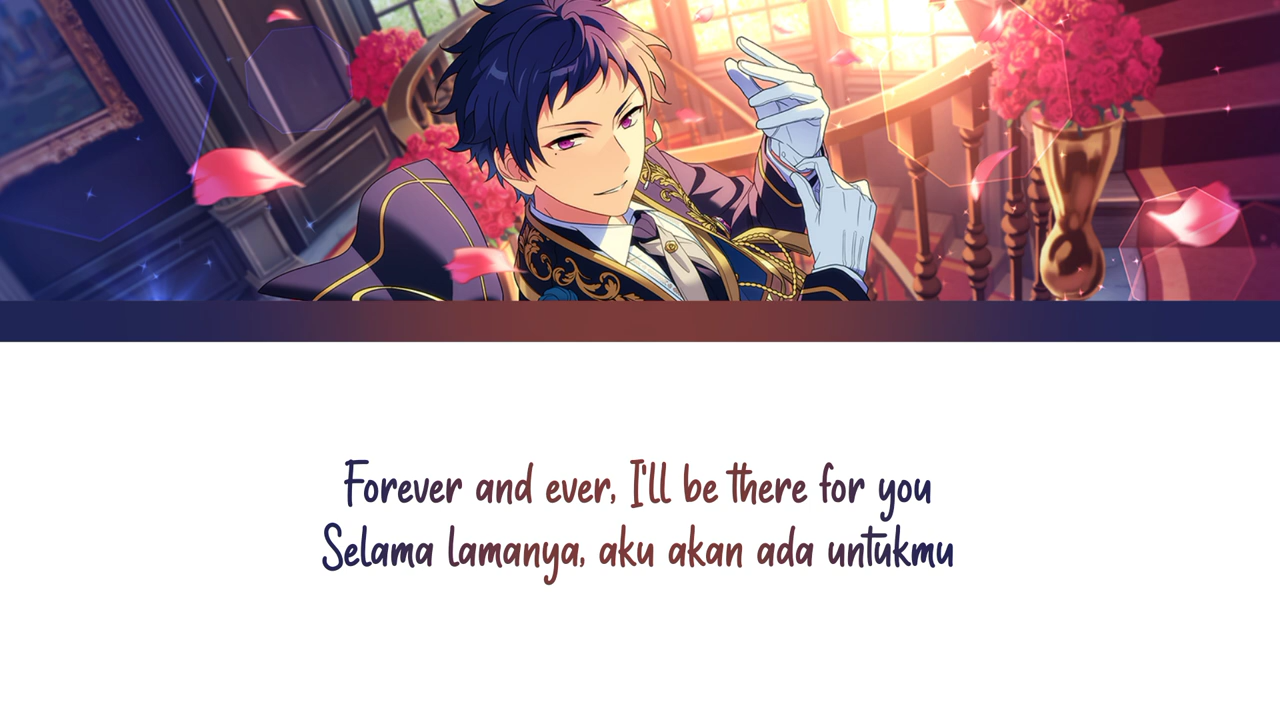 Forever and ever, I'll be there for you
Selama lamanya, aku akan ada untukmu